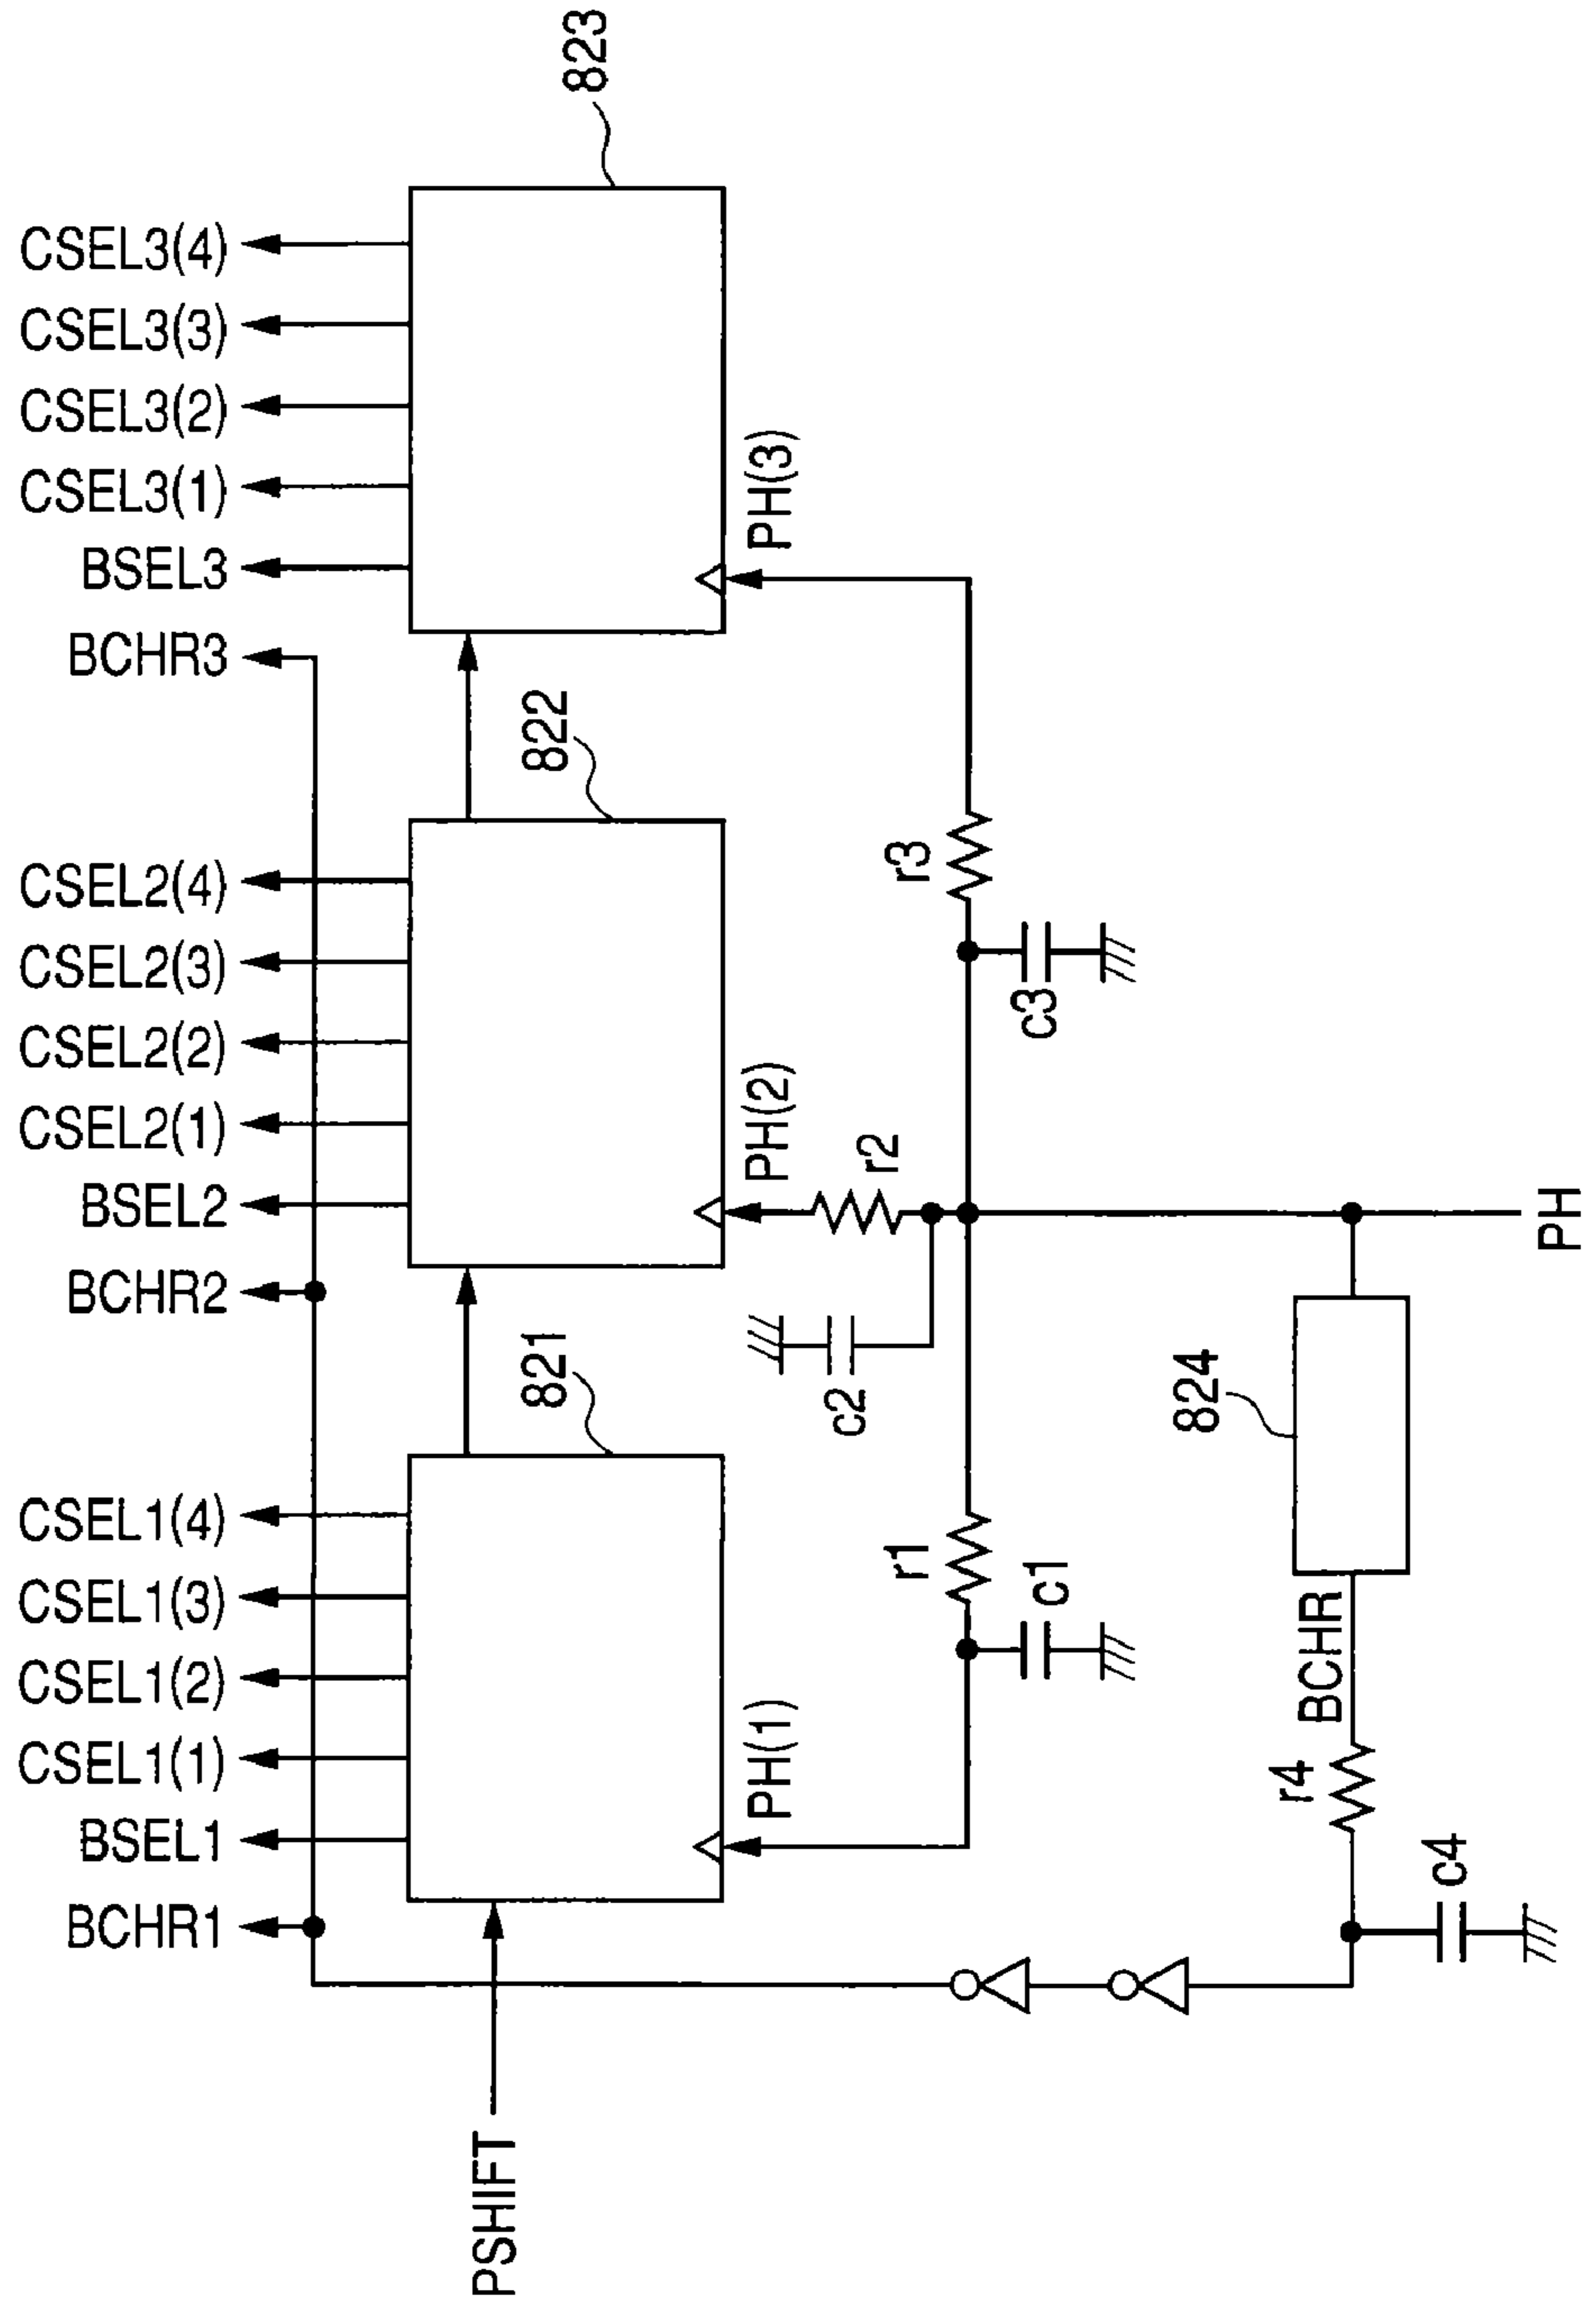 BCHR1
BSEL1
CSEL1(1)
CSEL1(2)
CSEL1(3)
CSEL1(4)
BCHR2
BSEL2
CSEL2(1)
CSEL2(2)
CSEL2(3)
CSEL2(4)
BCHR3
BSEL3
CSEL3(1)
CSEL3(2)
CSEL3(3)
CSEL3(4)
PSHIFT
821
822
823
PH(1)
PH(2)
PH(3)
c2
r2
r1
r3
c1
c3
824
r4
BCHR
c4
PH